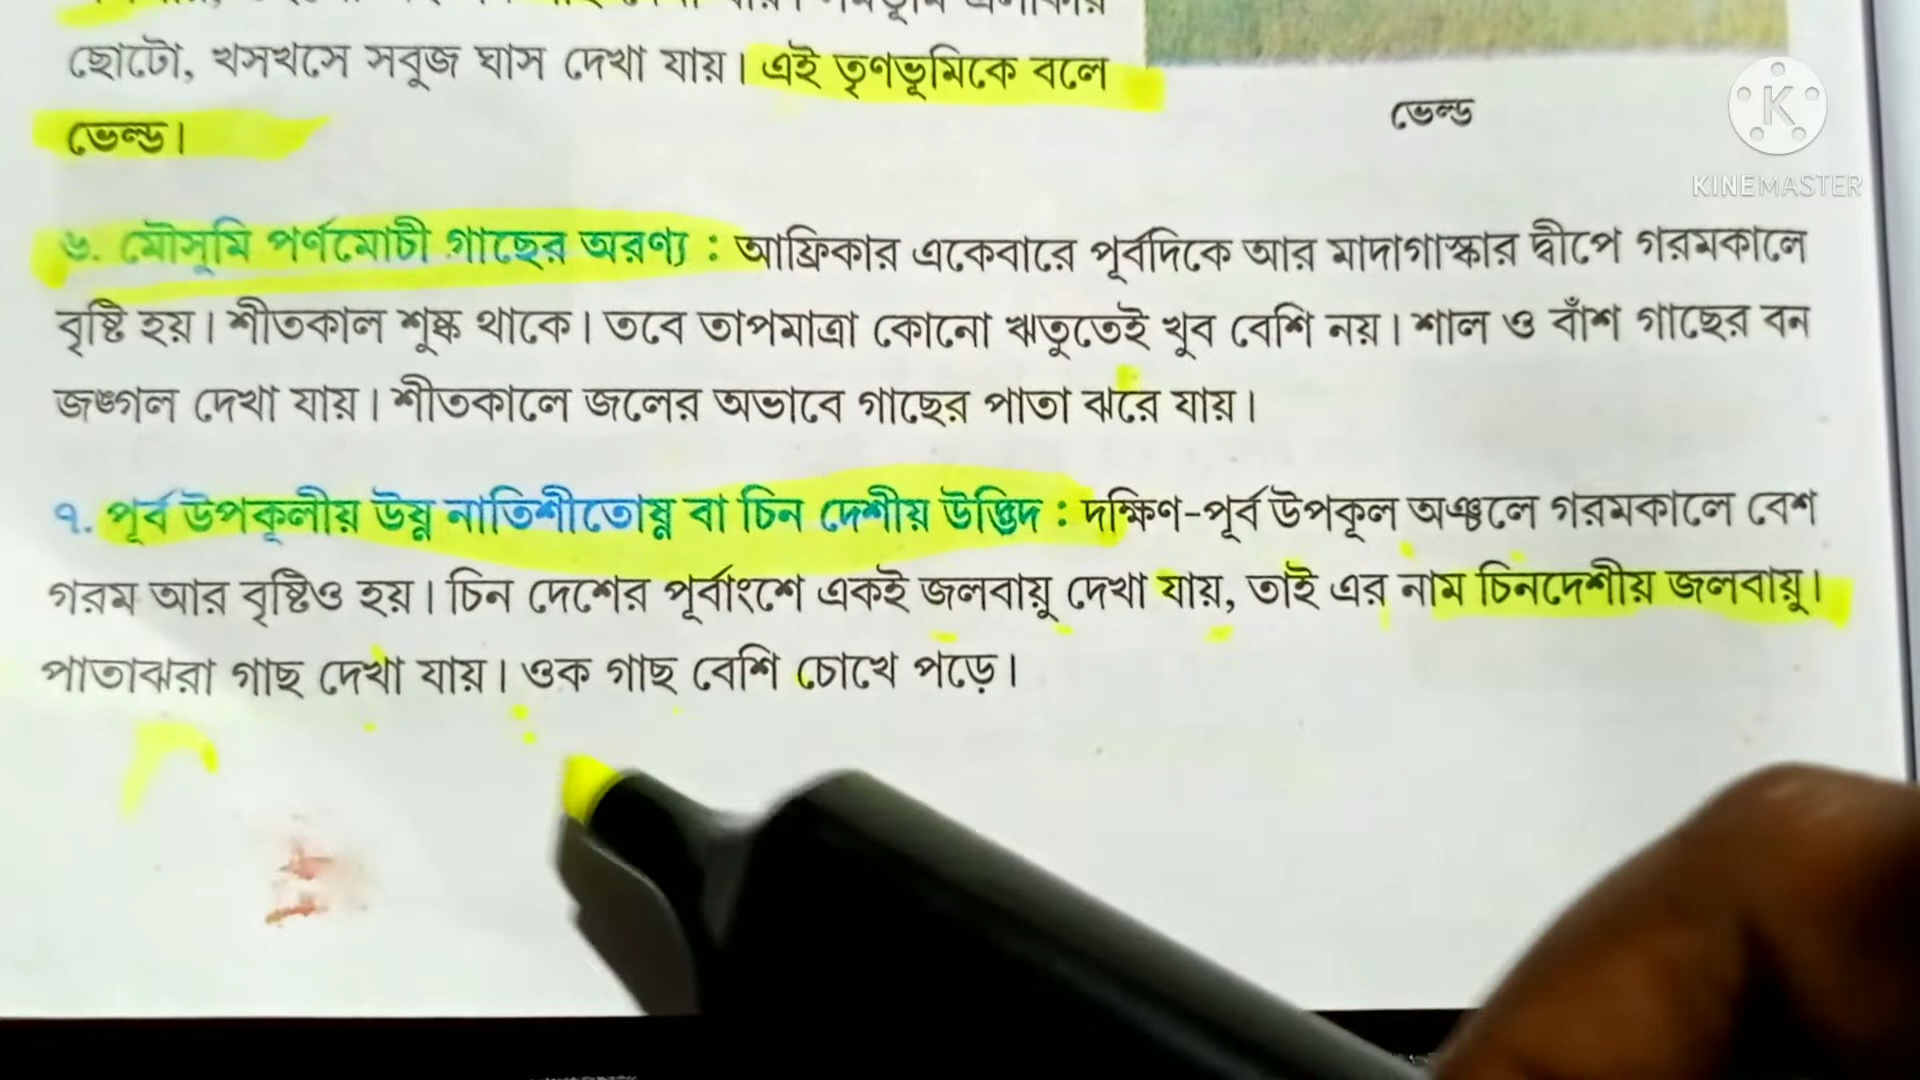 ছোটো, খসখসে সবুজ ঘাস দেখা যায়। এই তৃণভূমিকে বলে
ভেল্ড।
ভেল্ড
KINEMASTER
৬. মৌসুমি পর্ণমোচী গাছের অরণ্য : আফ্রিকার একেবারে পূর্বদিকে আর মাদাগাস্কার দ্বীপে গরমকালে
বৃষ্টি হয়। শীতকাল শুষ্ক থাকে। তবে তাপমাত্রা কোনো ঋতুতেই খুব বেশি নয়। শাল ও বাঁশ গাছের বন
জঙ্গল দেখা যায়। শীতকালে জলের অভাবে গাছের পাতা ঝরে যায়।
৭. পূর্ব উপকূলীয় উষ্ণ নাতিশীতোষ্ণ বা চিন দেশীয় উদ্ভিদ : দক্ষিণ-পূর্ব উপকূল অঞ্চলে গরমকালে বেশ
গরম আর বৃষ্টিও হয়। চিন দেশের পূর্বাংশে একই জলবায়ু দেখা যায়, তাই এর নাম চিনদেশীয় জলবায়ু।
পাতাঝরা গাছ দেখা যায়। ওক গাছ বেশি চোখে পড়ে।